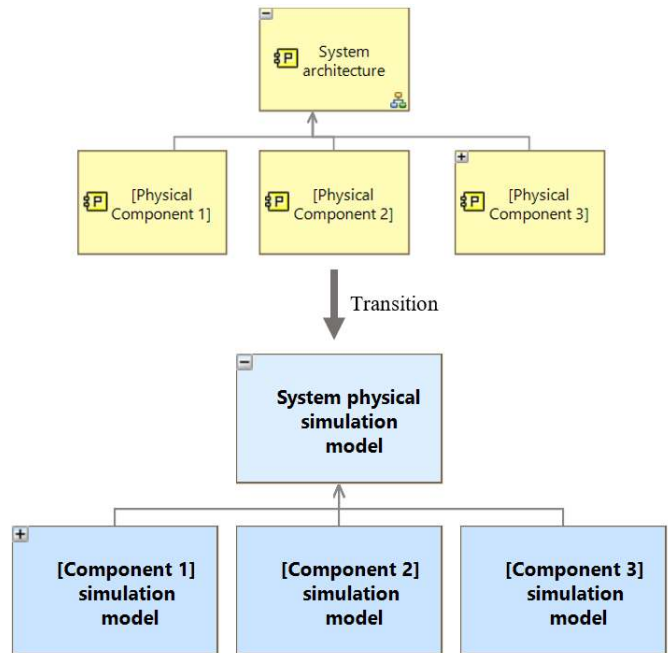 P
System
architecture
P
[Physical
Component 1]
P
[Physical
Component 2]
P
[Physical
Component 3]
Transition
System physical
simulation
model
[Component 1]
simulation
model
[Component 2]
simulation
model
[Component 3]
simulation
model